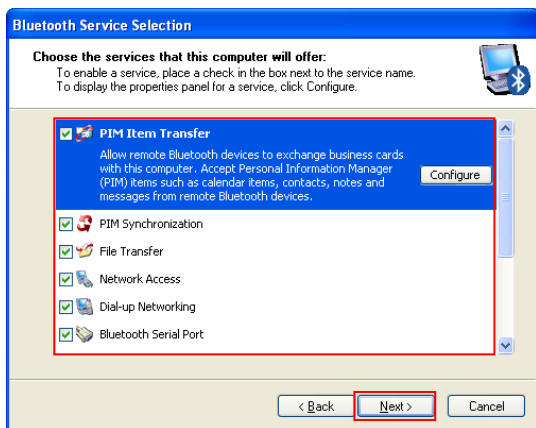 Bluetooth Service Selection
Choose the services that this computer will offer:
To enable a service, place a check in the box next to the service name.
To display the properties panel for a service, click Configure.
PIM Item Transfer
Allow remote Bluetooth devices to exchange business cards
with this computer. Accept Personal Information Manager
(PIM) items such as calendar items, contacts, notes and
messages from remote Bluetooth devices.
Configure
PIM Synchronization
File Transfer
Network Access
Dial-up Networking
Bluetooth Serial Port
< Back Next > Cancel